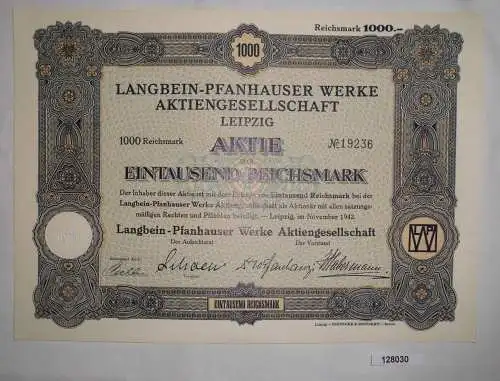 Reichsmark 1000.-
1000
LANGBEIN-PFANHAUSER WERKE
AKTIENGESELLSCHAFT
LEIPZIG
1000 Reichsmark AKTIE № 19236
EINTAUSEND REICHSMARK
Der Inhaber dieser Aktie ist mit dem Betrage von Eintausend Reichsmark bei der
Langbein-Pfanhauser Werke Aktiengesellschaft als Aktionär mit allen satzungs-
mäßigen Rechten und Pflichten beteiligt. — Leipzig, im November 1942.
Langbein-Pfanhauser Werke Aktiengesellschaft
Der Aufsichtsrat Der Vorstand
EINTAUSEND REICHSMARK
128030